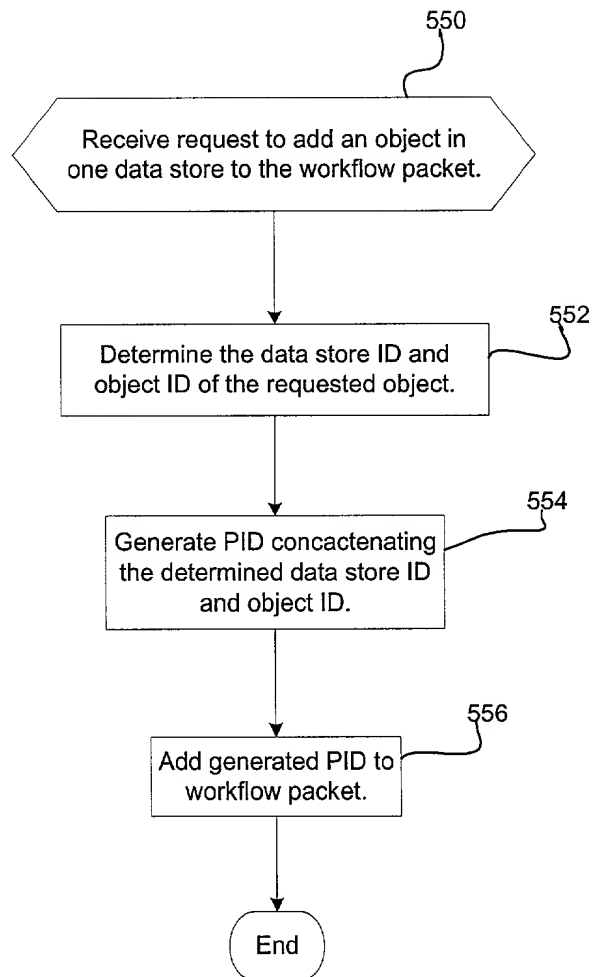 550
Receive request to add an object in
one data store to the workflow packet.
552
Determine the data store ID and
object ID of the requested object.
554
Generate PID concactenating
the determined data store ID
and object ID.
556
Add generated PID to
workflow packet.
End